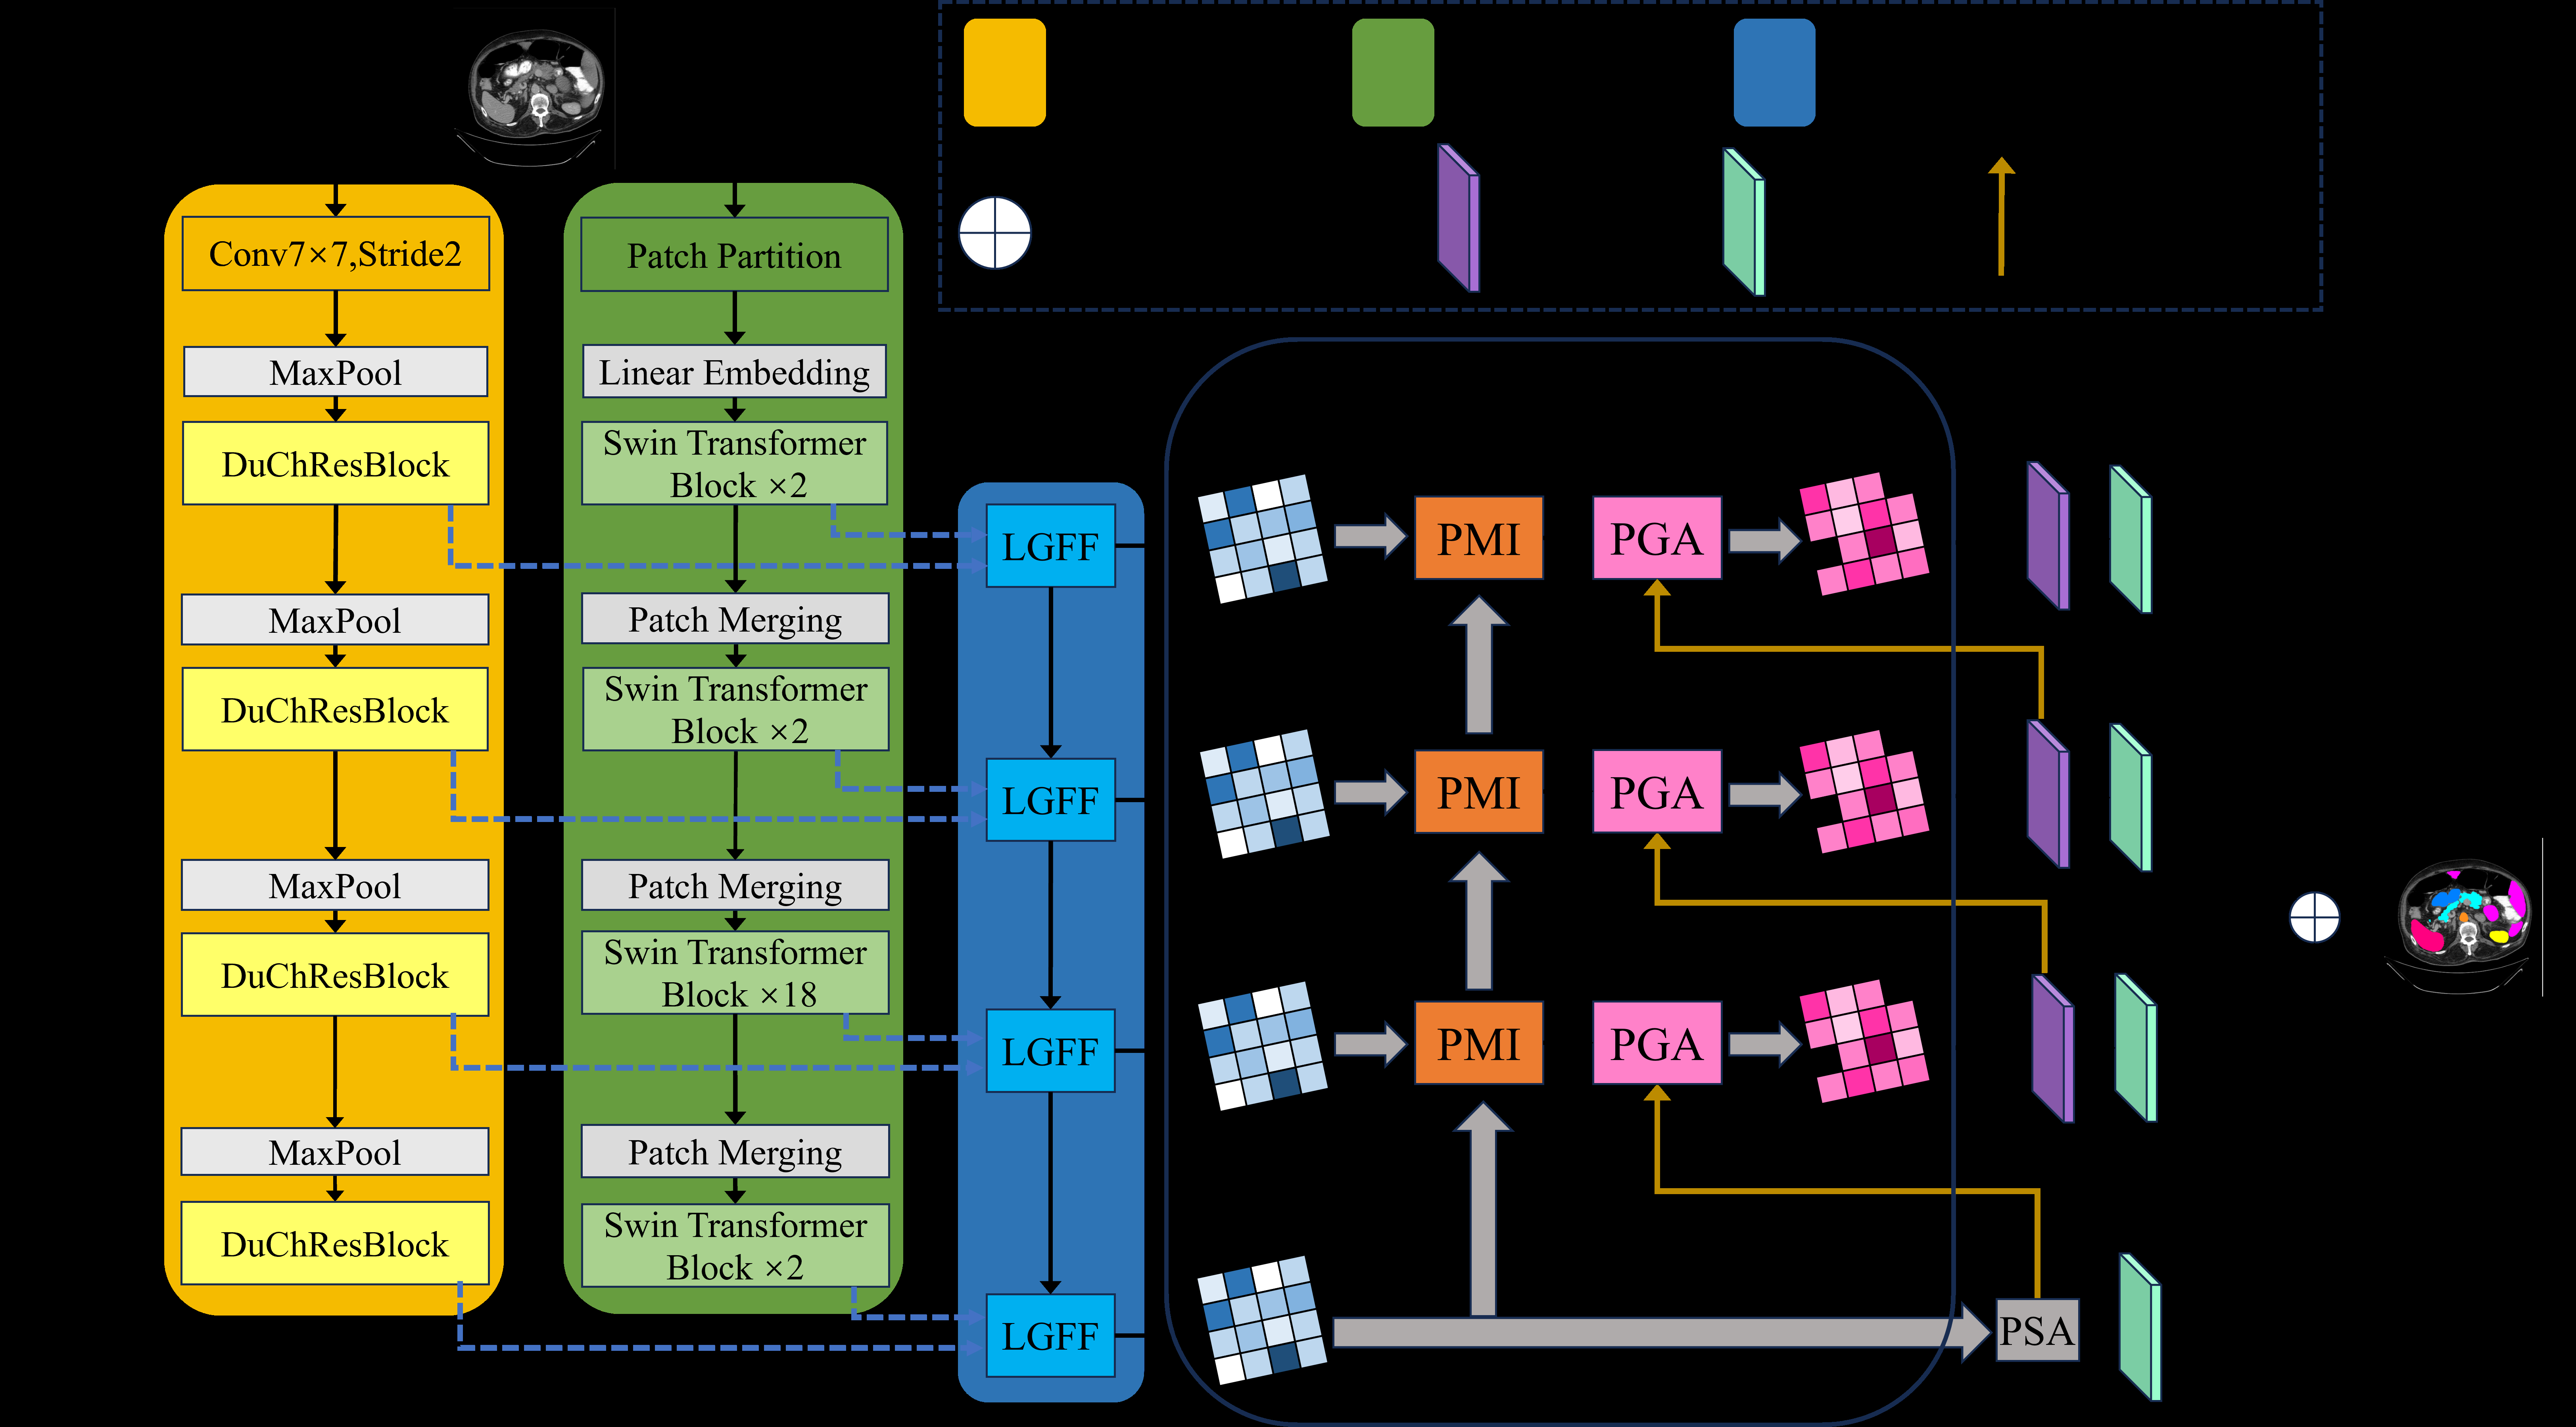 Conv7×7,Stride2
MaxPool
DuChResBlock
MaxPool
DuChResBlock
MaxPool
DuChResBlock
MaxPool
DuChResBlock
Patch Partition
Linear Embedding
Swin Transformer
Block ×2
Patch Merging
Swin Transformer
Block ×2
Patch Merging
Swin Transformer
Block ×18
Patch Merging
Swin Transformer
Block ×2
LGFF
LGFF
LGFF
LGFF
PMI
PGA
PMI
PGA
PMI
PGA
PSA